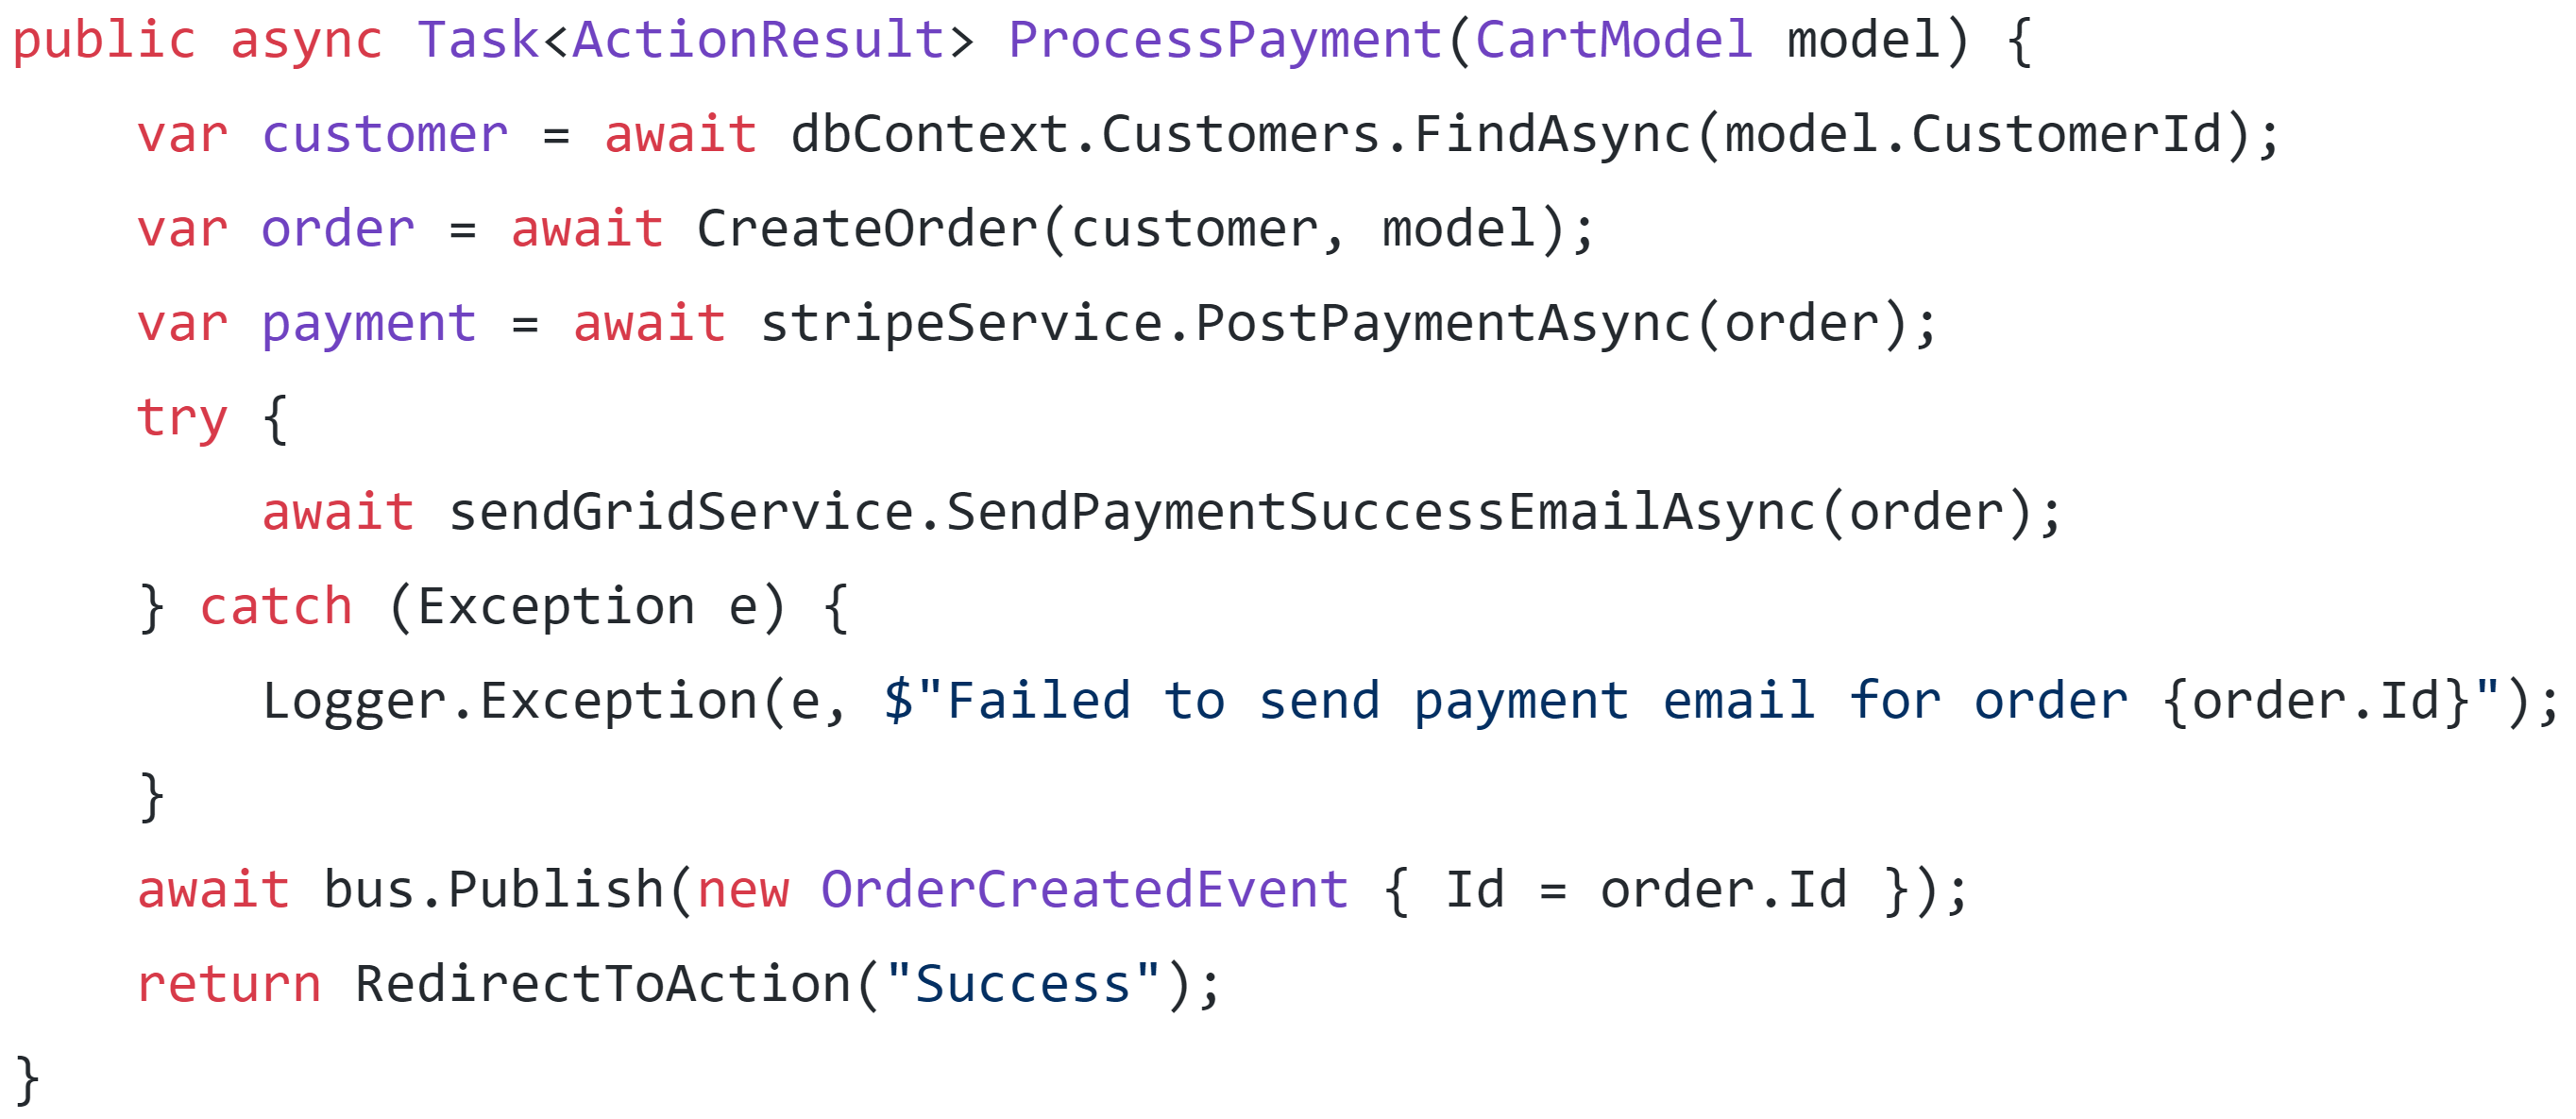 public async Task<ActionResult> ProcessPayment(CartModel model) {
    var customer = await dbContext.Customers.FindAsync(model.CustomerId);
    var order = await CreateOrder(customer, model);
    var payment = await stripeService.PostPaymentAsync(order);
    try {
        await sendGridService.SendPaymentSuccessEmailAsync(order);
    } catch (Exception e) {
        Logger.Exception(e, $"Failed to send payment email for order {order.Id}");
    }
    await bus.Publish(new OrderCreatedEvent { Id = order.Id });
    return RedirectToAction("Success");
}